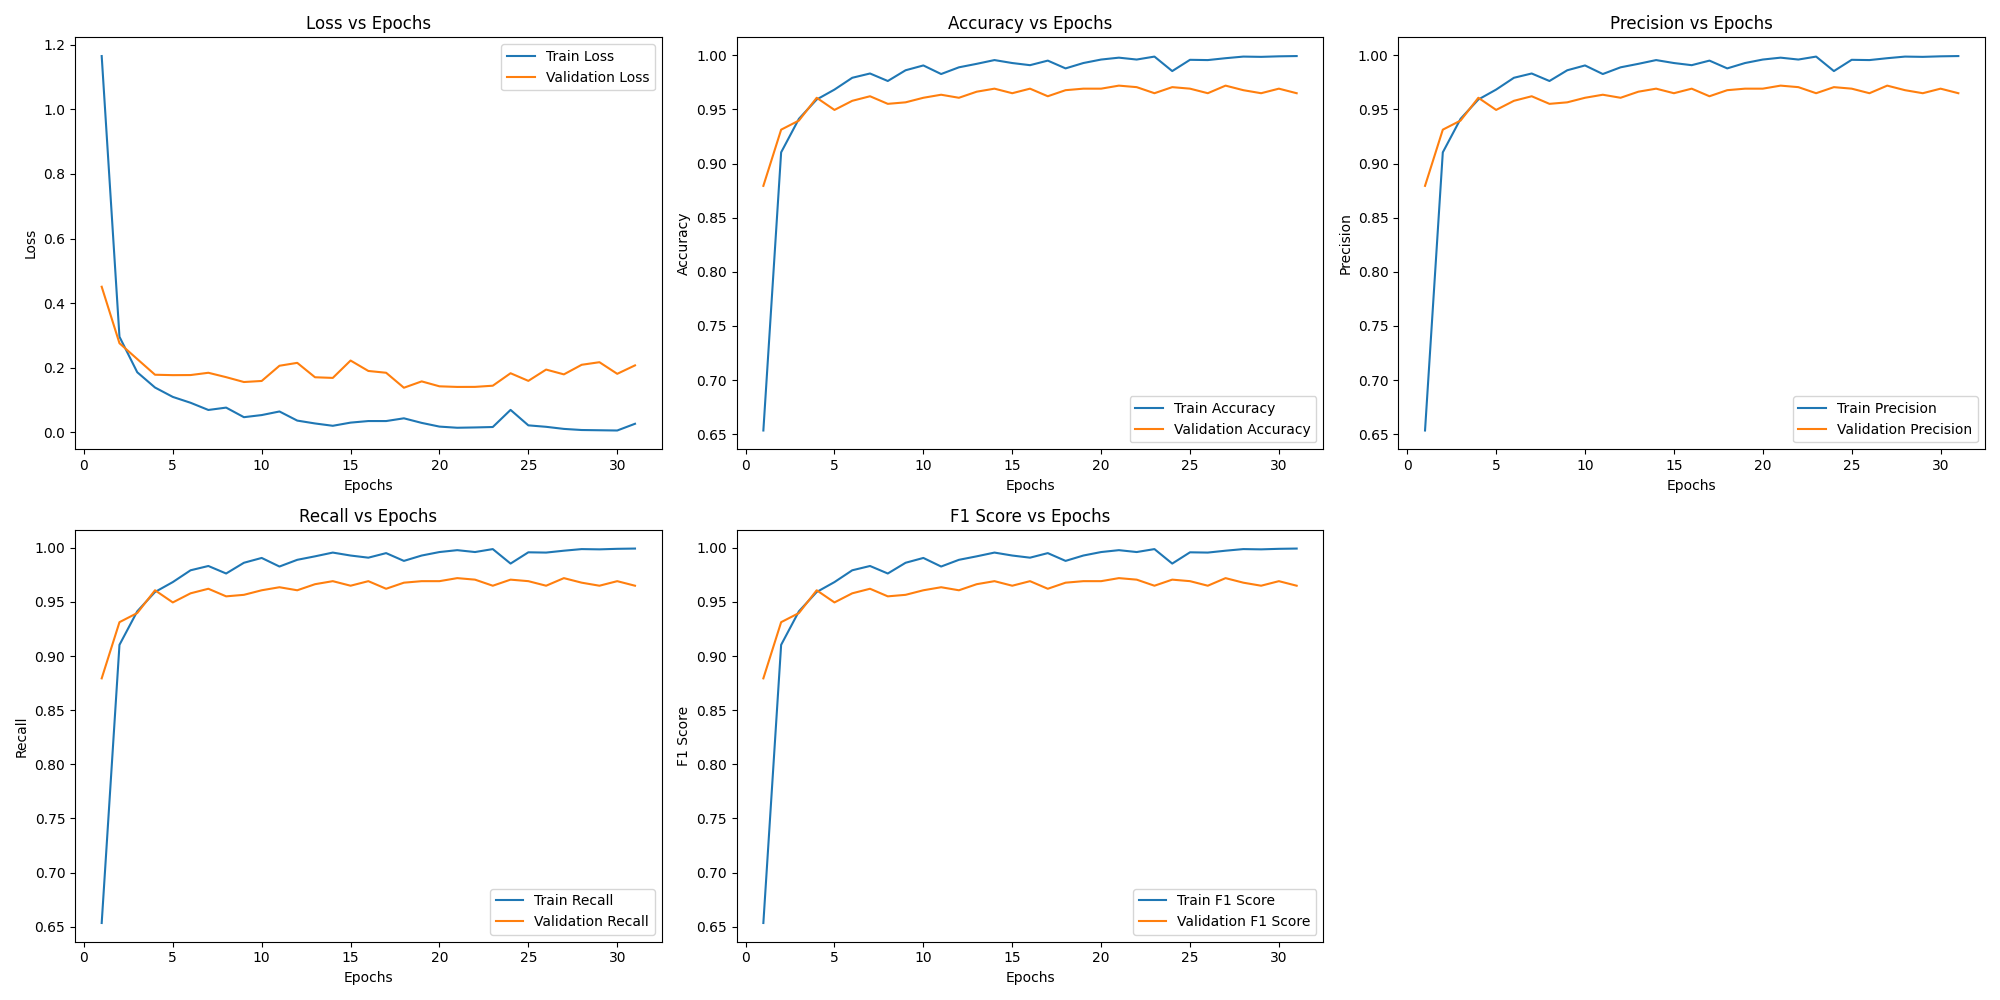 Loss vs Epochs
Train Loss
Validation Loss
1.2
1.0
0.8
0.6
0.4
0.2
0.0
Loss
0 5 10 15 20 25 30
Epochs
Accuracy vs Epochs
1.00
0.95
0.90
0.85
0.80
0.75
0.70
0.65
Accuracy
Train Accuracy
Validation Accuracy
0 5 10 15 20 25 30
Epochs
Precision vs Epochs
1.00
0.95
0.90
0.85
0.80
0.75
0.70
0.65
Precision
Train Precision
Validation Precision
0 5 10 15 20 25 30
Epochs
Recall vs Epochs
1.00
0.95
0.90
0.85
0.80
0.75
0.70
0.65
Recall
Train Recall
Validation Recall
0 5 10 15 20 25 30
Epochs
F1 Score vs Epochs
1.00
0.95
0.90
0.85
0.80
0.75
0.70
0.65
F1 Score
Train F1 Score
Validation F1 Score
0 5 10 15 20 25 30
Epochs